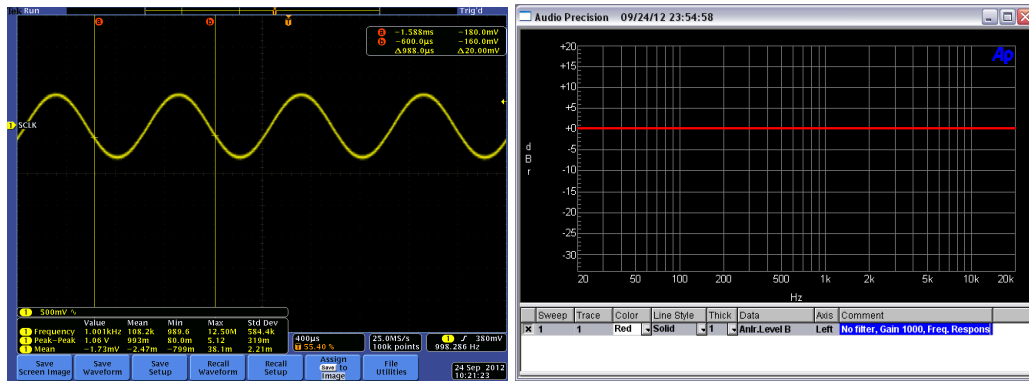 Tek Run Trig'd
a b T
a -1.588ms -180.0mV
b -600.0µs -160.0mV
Δ988.0µs Δ20.00mV
1 SCLK
1 500mV ∿
Value Mean Min Max Std Dev
1 Frequency 1.001kHz 108.2k 989.6 12.50M 584.4k
1 Peak-Peak 1.06 V 993m 80.0m 5.12 319m
1 Mean -1.73mV -2.47m -799m 38.1m 2.21m
400µs 25.0MS/s 1 ƒ 380mV
T 55.40 % 100k points 998.286 Hz
Save Screen Image
Save Waveform
Save Setup
Recall Waveform
Recall Setup
Assign Save to Image
File Utilities
24 Sep 2012
10:21:23
Audio Precision 09/24/12 23:54:58
Ap
+20
+15
+10
+5
+0
-5
-10
-15
-20
-25
-30
d
B
r
20 50 100 200 500 1k 2k 5k 10k 20k
Hz
Sweep Trace Color Line Style Thick Data Axis Comment
1 1 Red Solid 1 Anlr.Level B Left No filter, Gain 1000, Freq. Respons